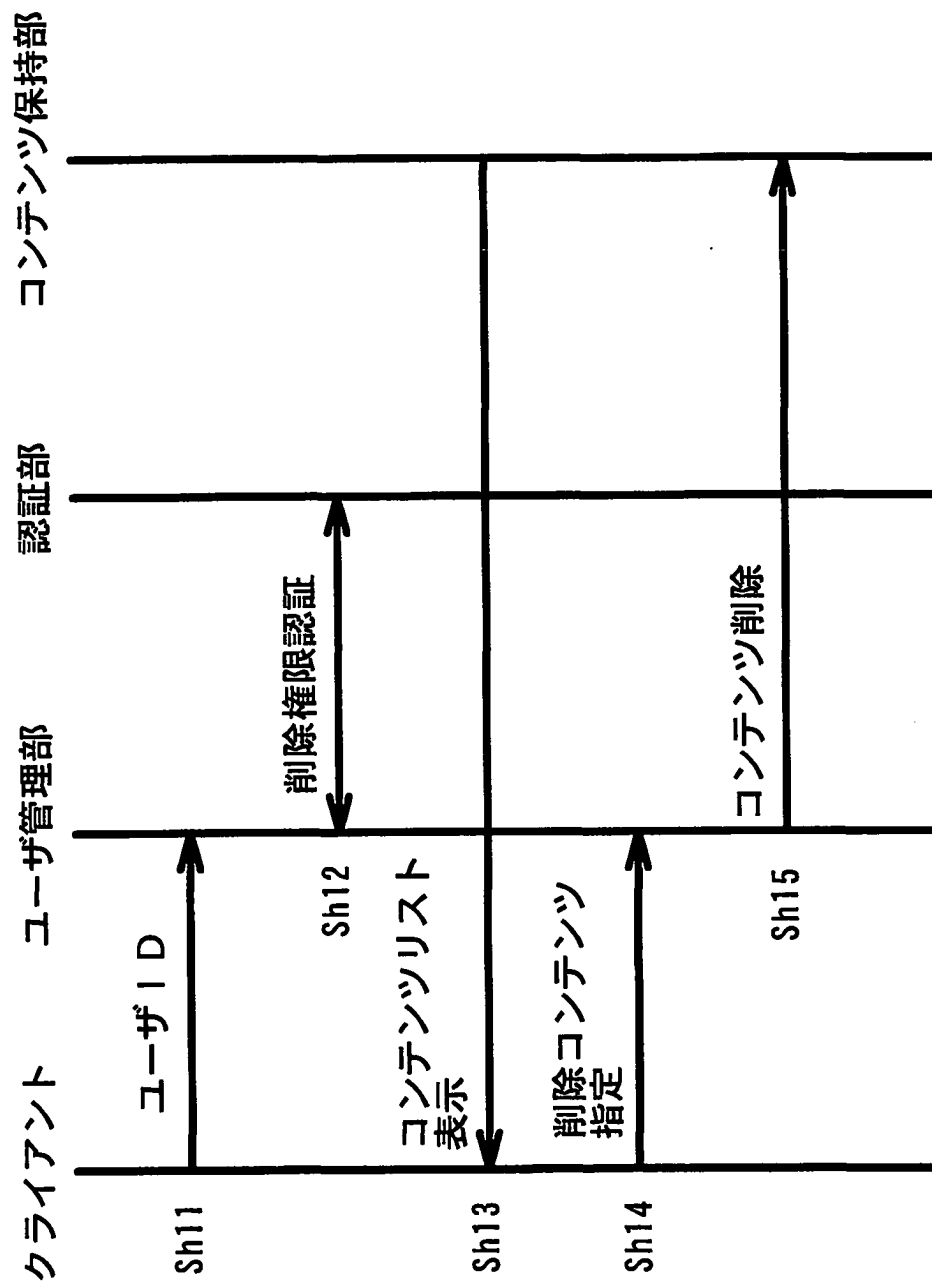 クライアント
ユーザ管理部
認証部
コンテンツ保持部
Sh11
ユーザID
Sh12
削除権限認証
Sh13
コンテンツリスト
表示
Sh14
削除コンテンツ
指定
Sh15
コンテンツ削除